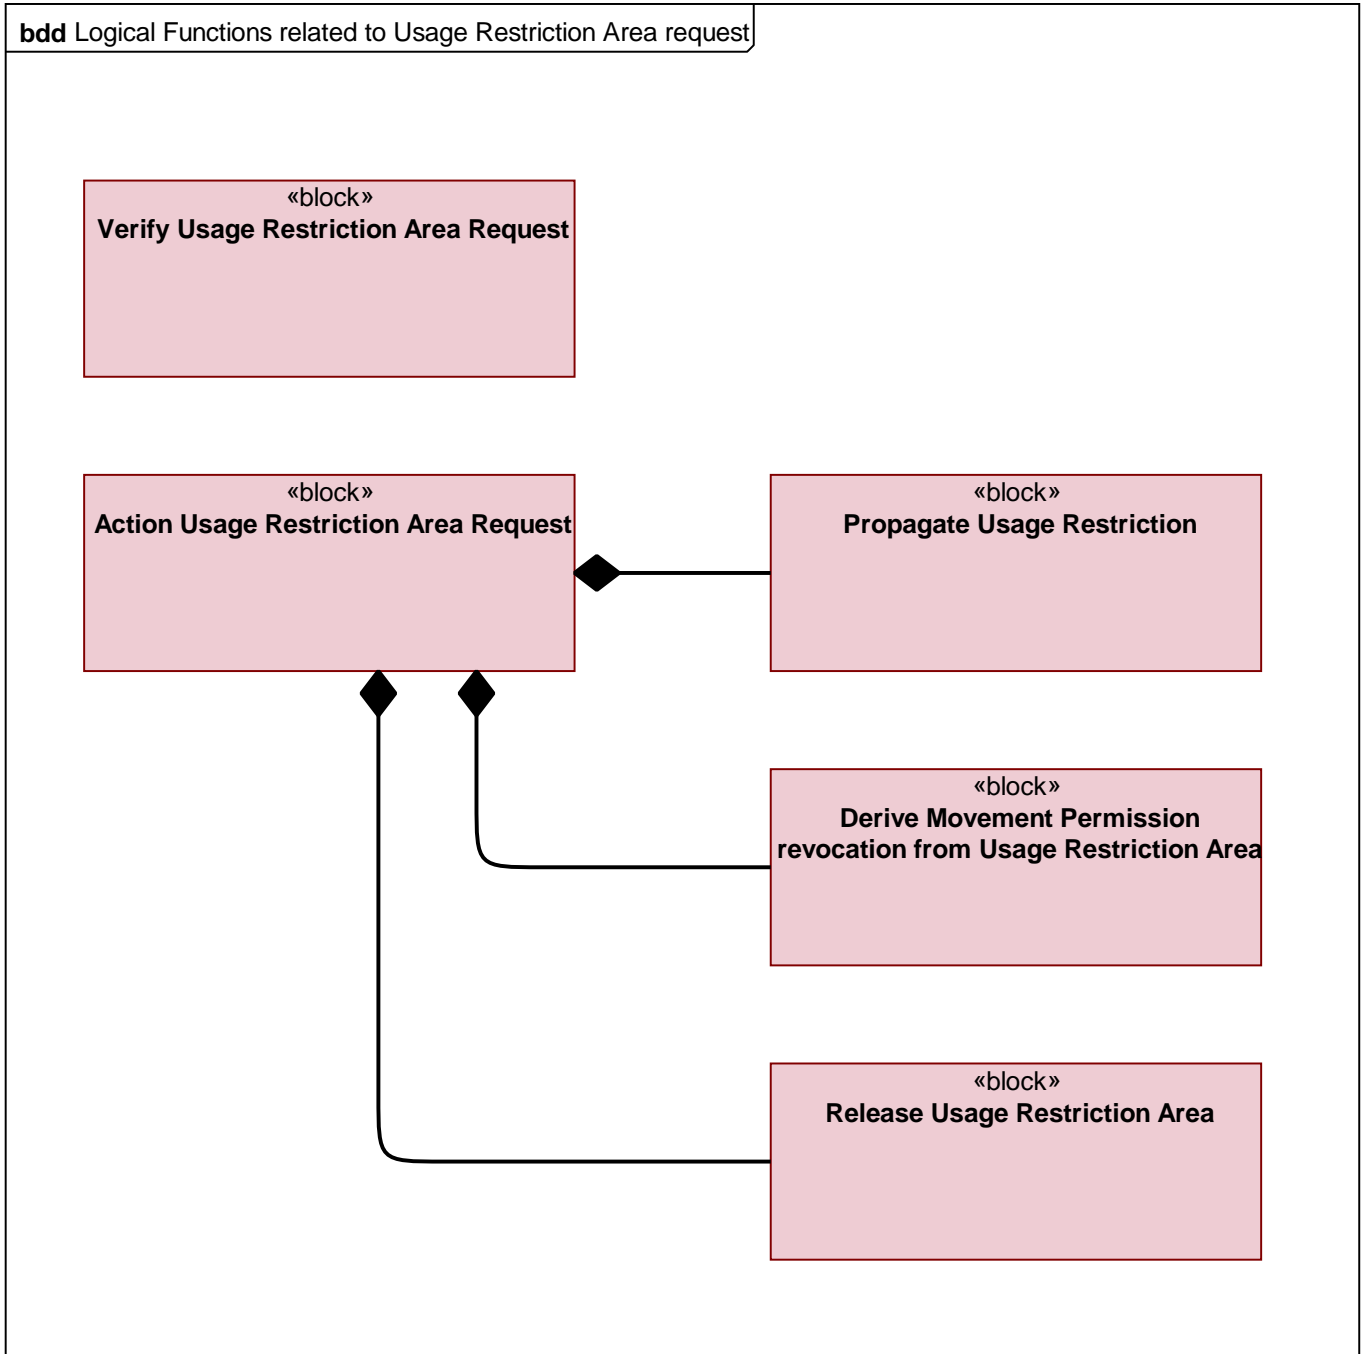 bdd Logical Functions related to Usage Restriction Area request
«block»
Verify Usage Restriction Area Request
«block»
Action Usage Restriction Area Request
«block»
Propagate Usage Restriction
«block»
Derive Movement Permission
revocation from Usage Restriction Area
«block»
Release Usage Restriction Area